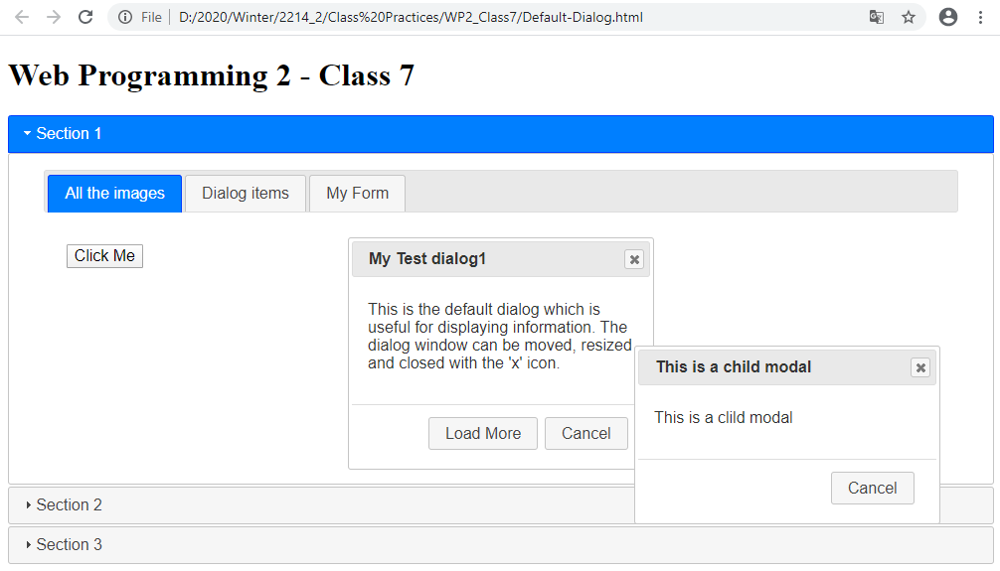 File | D:/2020/Winter/2214_2/Class%20Practices/WP2_Class7/Default-Dialog.html
Web Programming 2 - Class 7
Section 1
All the images
Dialog items
My Form
Click Me
My Test dialog1
This is the default dialog which is
useful for displaying information. The
dialog window can be moved, resized
and closed with the 'x' icon.
Load More
Cancel
This is a child modal
This is a clild modal
Cancel
Section 2
Section 3